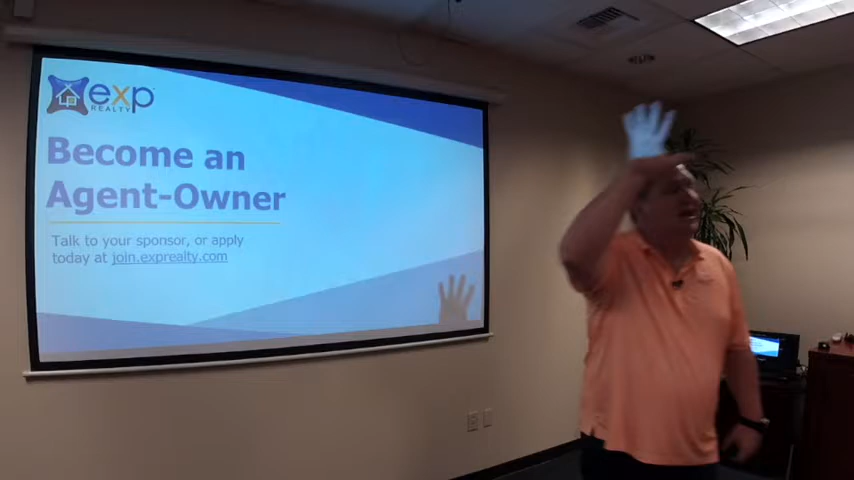 exp
REALTY
Become an
Agent-Owner
Talk to your sponsor, or apply
today at join.exprealty.com